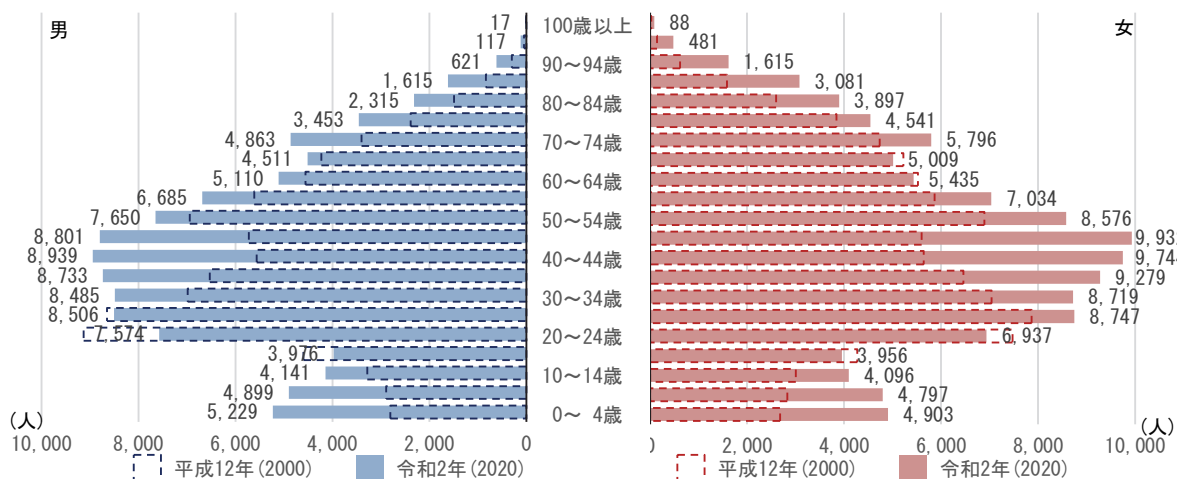 男
女
17 100歳以上 88
117 481
621 90～94歳 1,615
1,615 3,081
2,315 80～84歳 3,897
3,453 4,541
4,863 70～74歳 5,796
4,511 5,009
5,110 60～64歳 5,435
6,685 7,034
7,650 50～54歳 8,576
8,801
8,939 40～44歳
8,733 9,279
8,485 30～34歳 8,719
8,506 8,747
7,574 20～24歳 6,937
3,976 3,956
4,141 10～14歳 4,096
4,899 4,797
5,229 0～ 4歳 4,903
(人) (人)
10,000 8,000 6,000 4,000 2,000 0 0 2,000 4,000 6,000 8,000 10,000
平成12年(2000) 令和2年(2020) 平成12年(2000) 令和2年(2020)